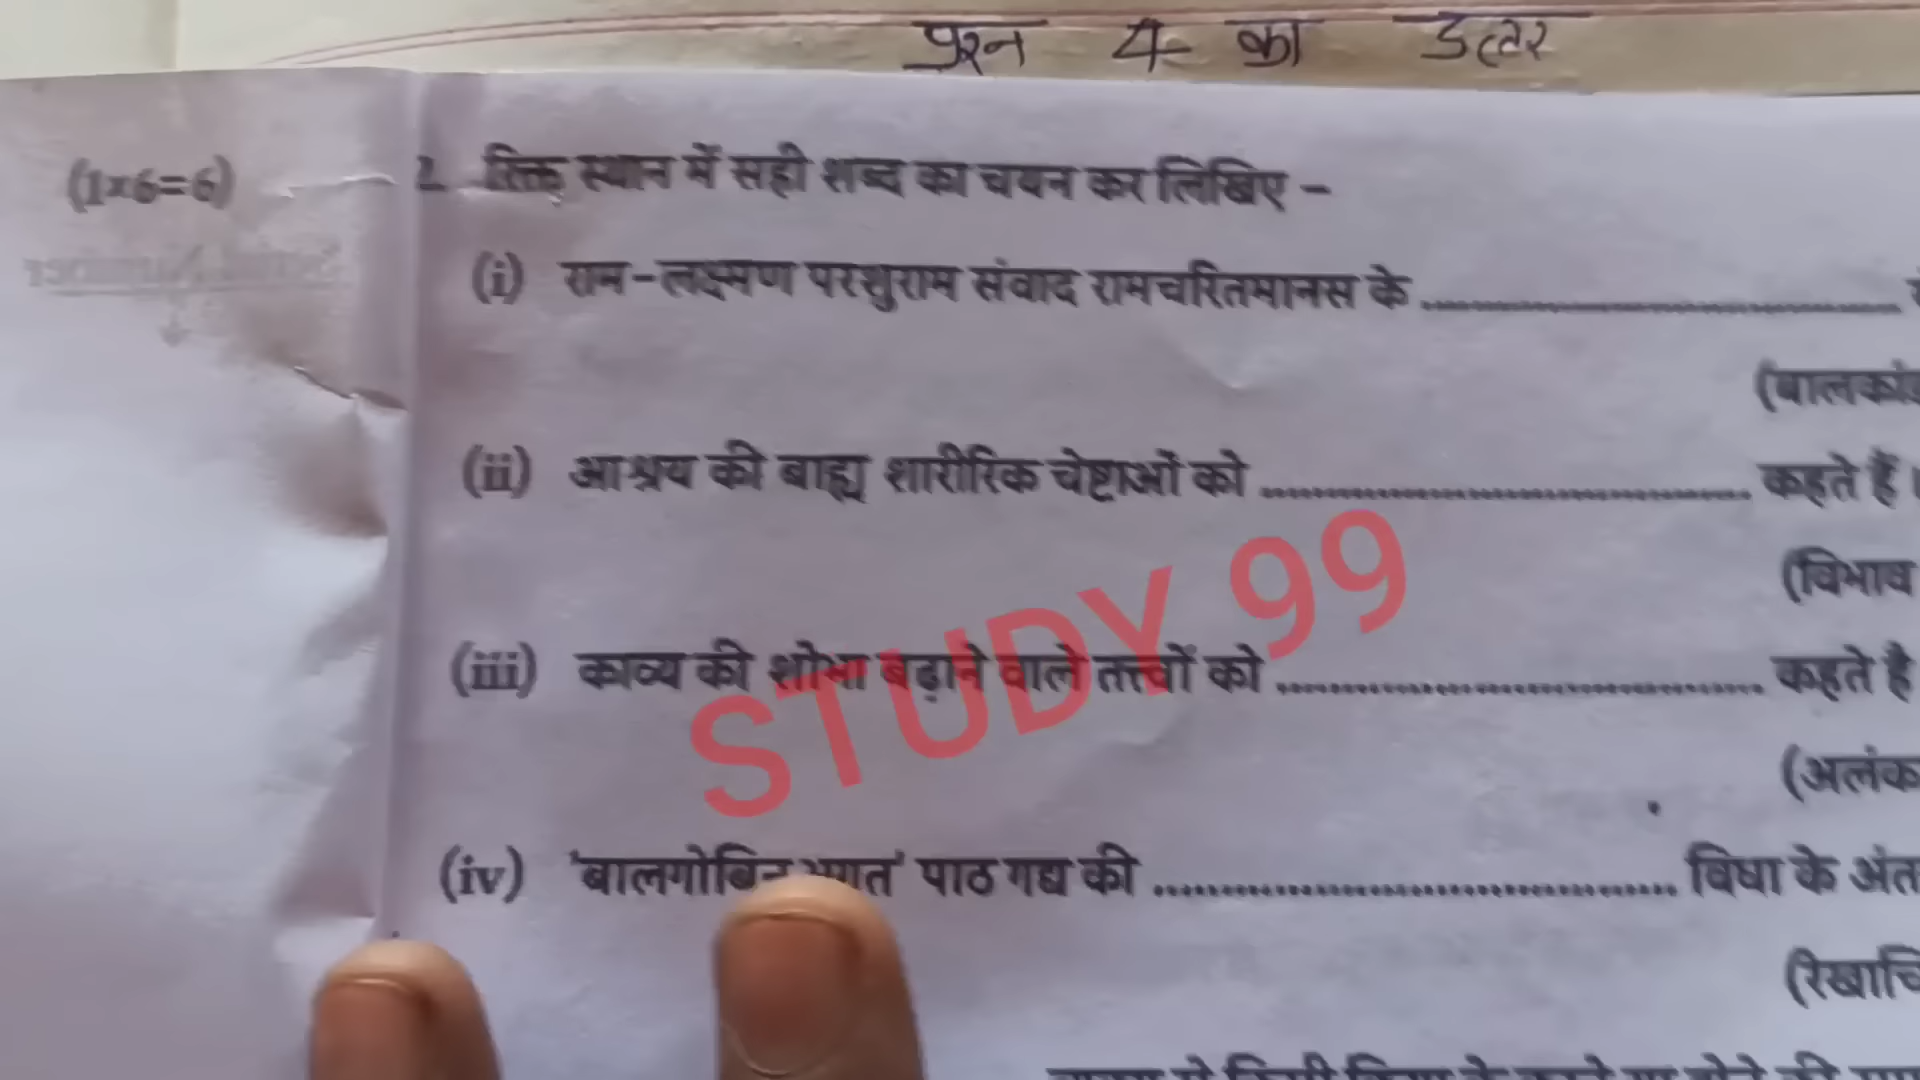 प्रश्न 4 का उत्तर
(1×6=6)
2. रिक्त स्थान में सही शब्द का चयन कर लिखिए –
(i) राम-लक्ष्मण परशुराम संवाद रामचरितमानस के ........................
(बालकांड
(ii) आश्रय की बाह्य शारीरिक चेष्टाओं को ........................ कहते हैं।
(विभाव
(iii) काव्य की शोभा बढ़ाने वाले तत्त्वों को ........................ कहते है
(अलंक
STUDY 99
(iv) 'बालगोबिन भगत' पाठ गद्य की ........................ विधा के अंत
(रेखाचि